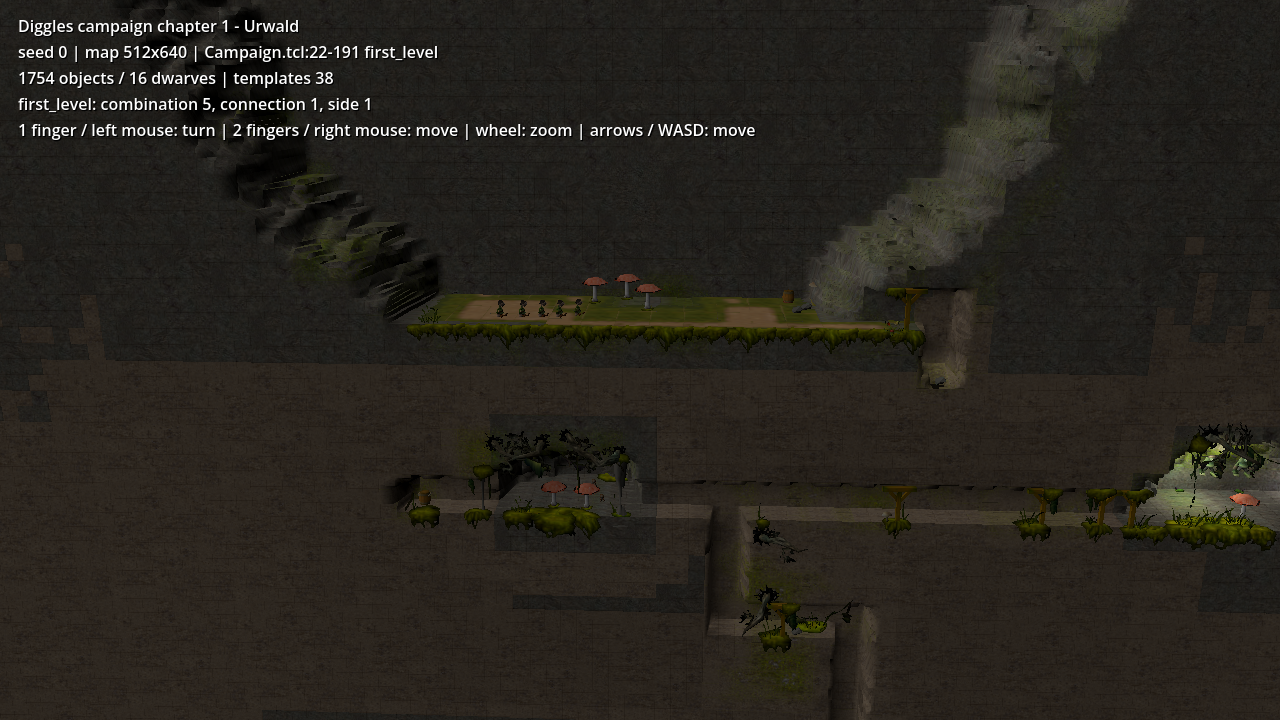 Diggles campaign chapter 1 - Urwald
seed 0 | map 512x640 | Campaign.tcl:22-191 first_level
1754 objects / 16 dwarves | templates 38
first_level: combination 5, connection 1, side 1
1 finger / left mouse: turn | 2 fingers / right mouse: move | wheel: zoom | arrows / WASD: move